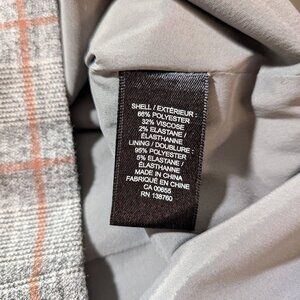 SHELL / EXTÉRIEUR :
66% POLYESTER
32% VISCOSE
2% ELASTANE /
ÉLASTHANNE
LINING / DOUBLURE :
95% POLYESTER
5% ELASTANE /
ÉLASTHANNE
MADE IN CHINA
FABRIQUÉ EN CHINE
CA 00655
RN 138760